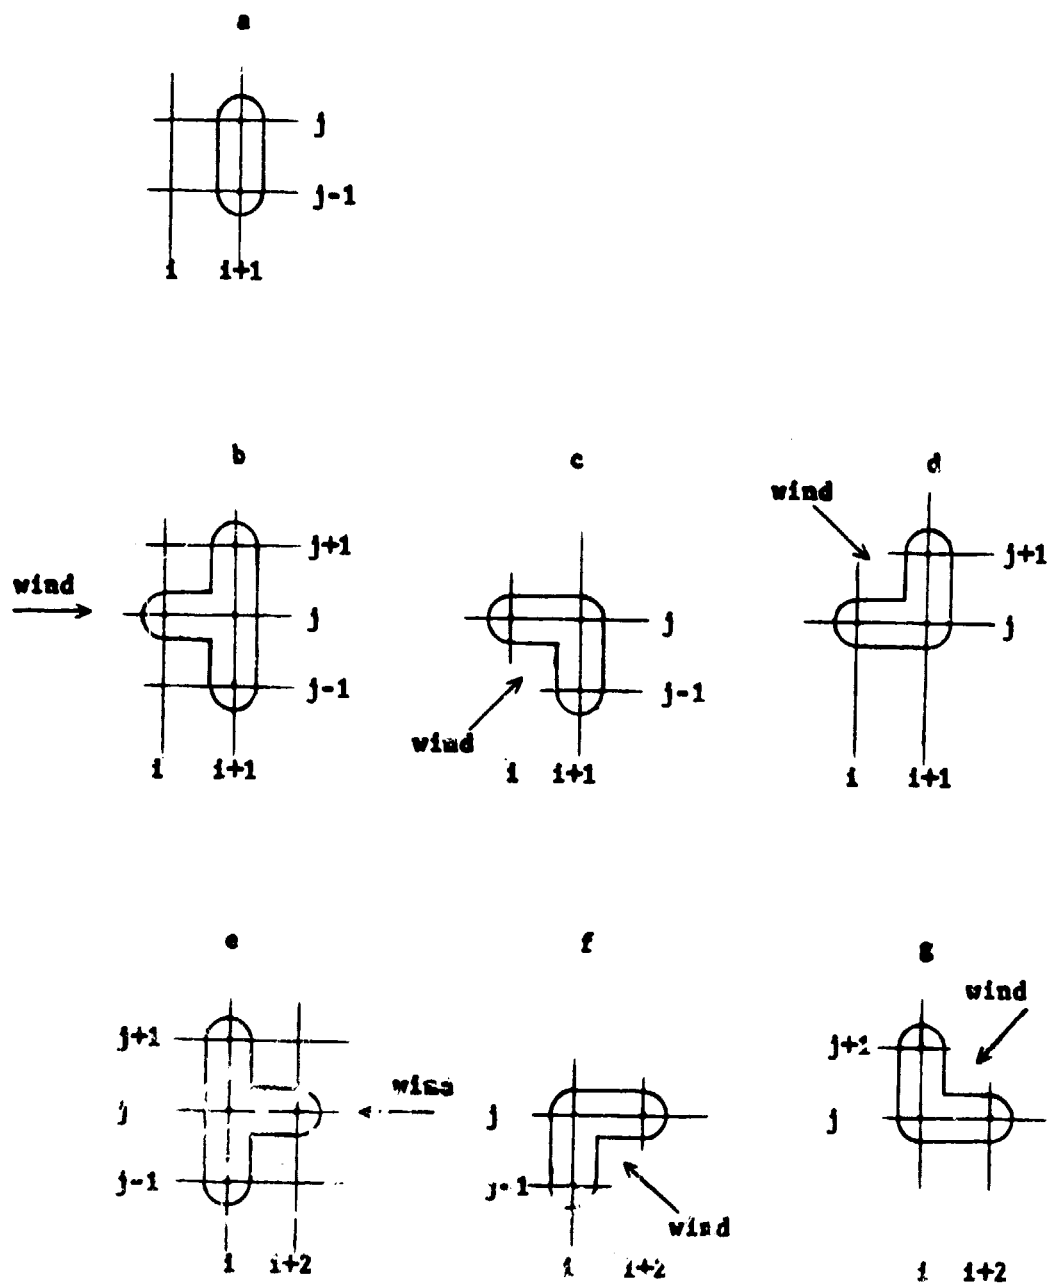 a
j
j-1
i i+1
b c d
wind
j+1 j+1
wind
j j j
j-1 j-1
wind
i i+1 i i+1 i i+1
e f g
wind
j+1 j+1
j j j
j-1
wind
i i+2 i i+2 i i+2